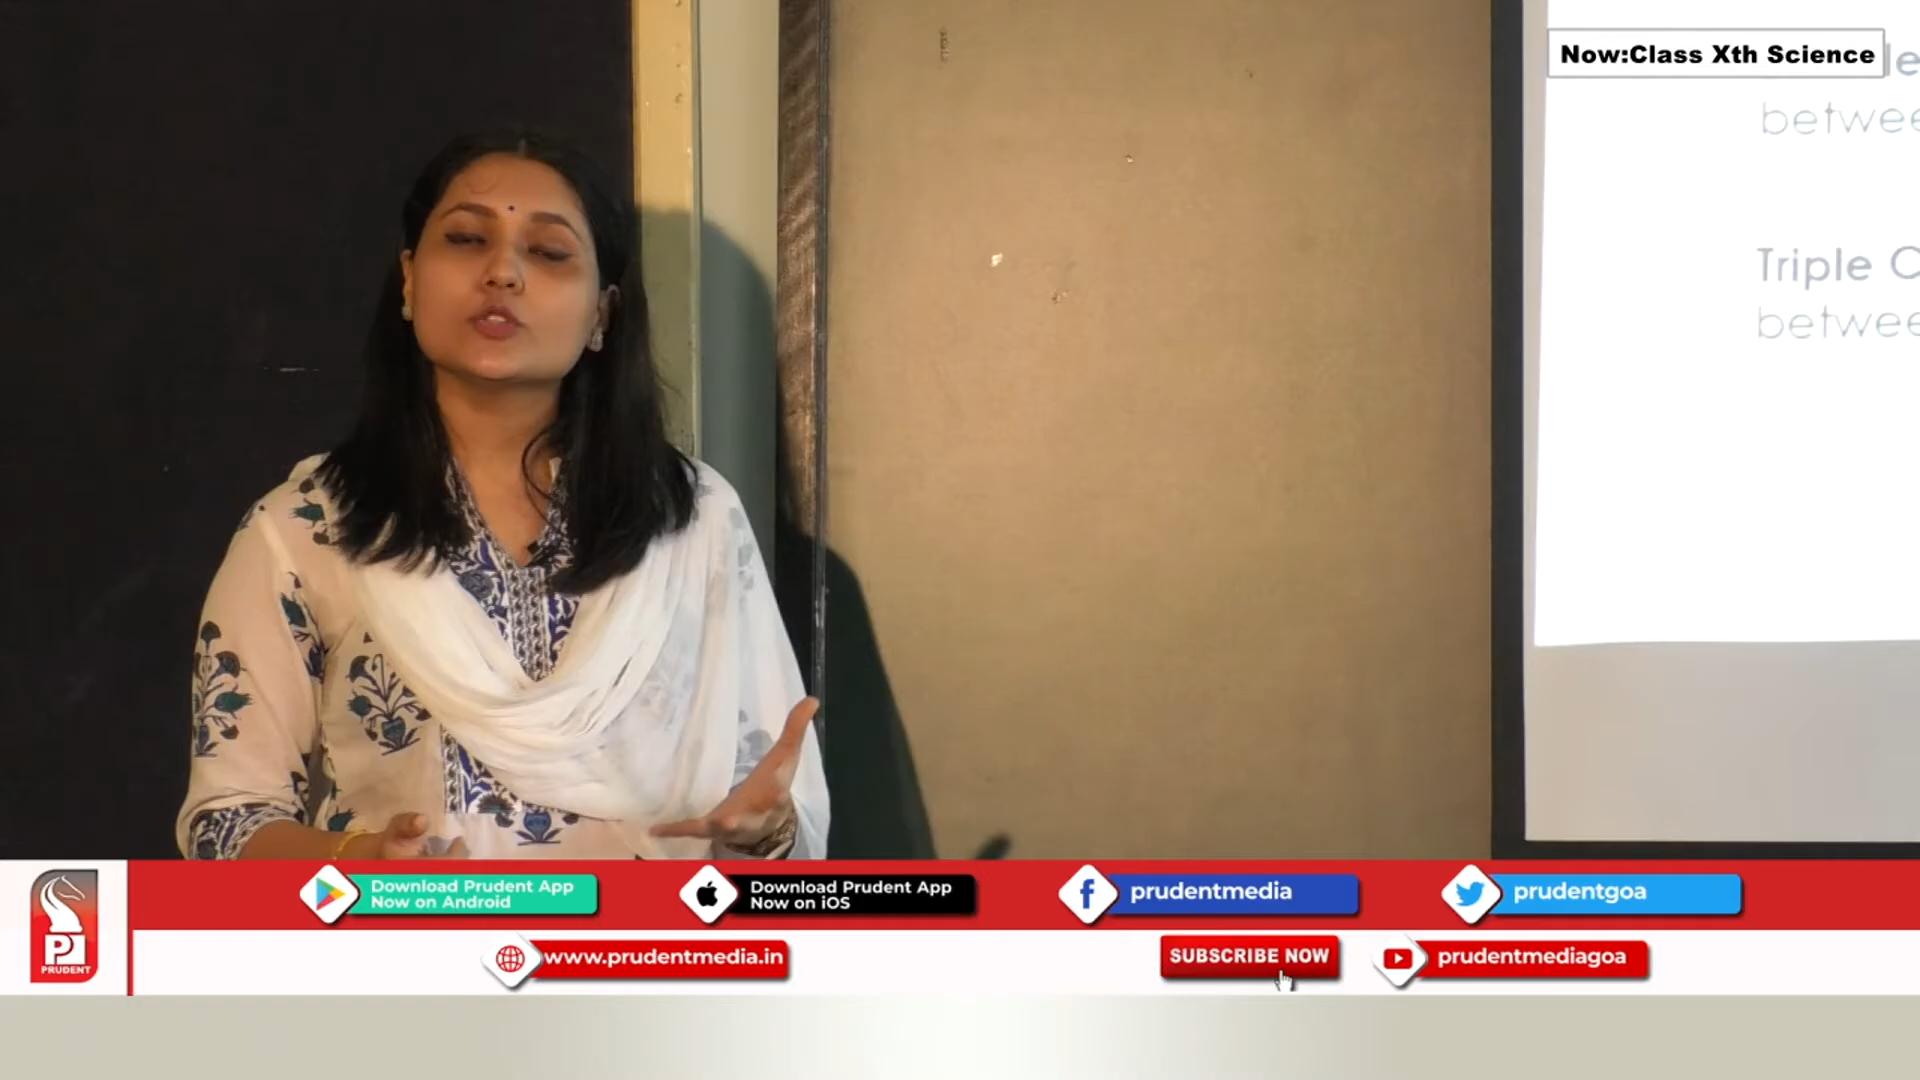 Now:Class Xth Science
betwee
Triple C
betwee
Download Prudent App
Now on Android
Download Prudent App
Now on iOS
prudentmedia
prudentgoa
PRUDENT
www.prudentmedia.in
SUBSCRIBE NOW
prudentmediagoa